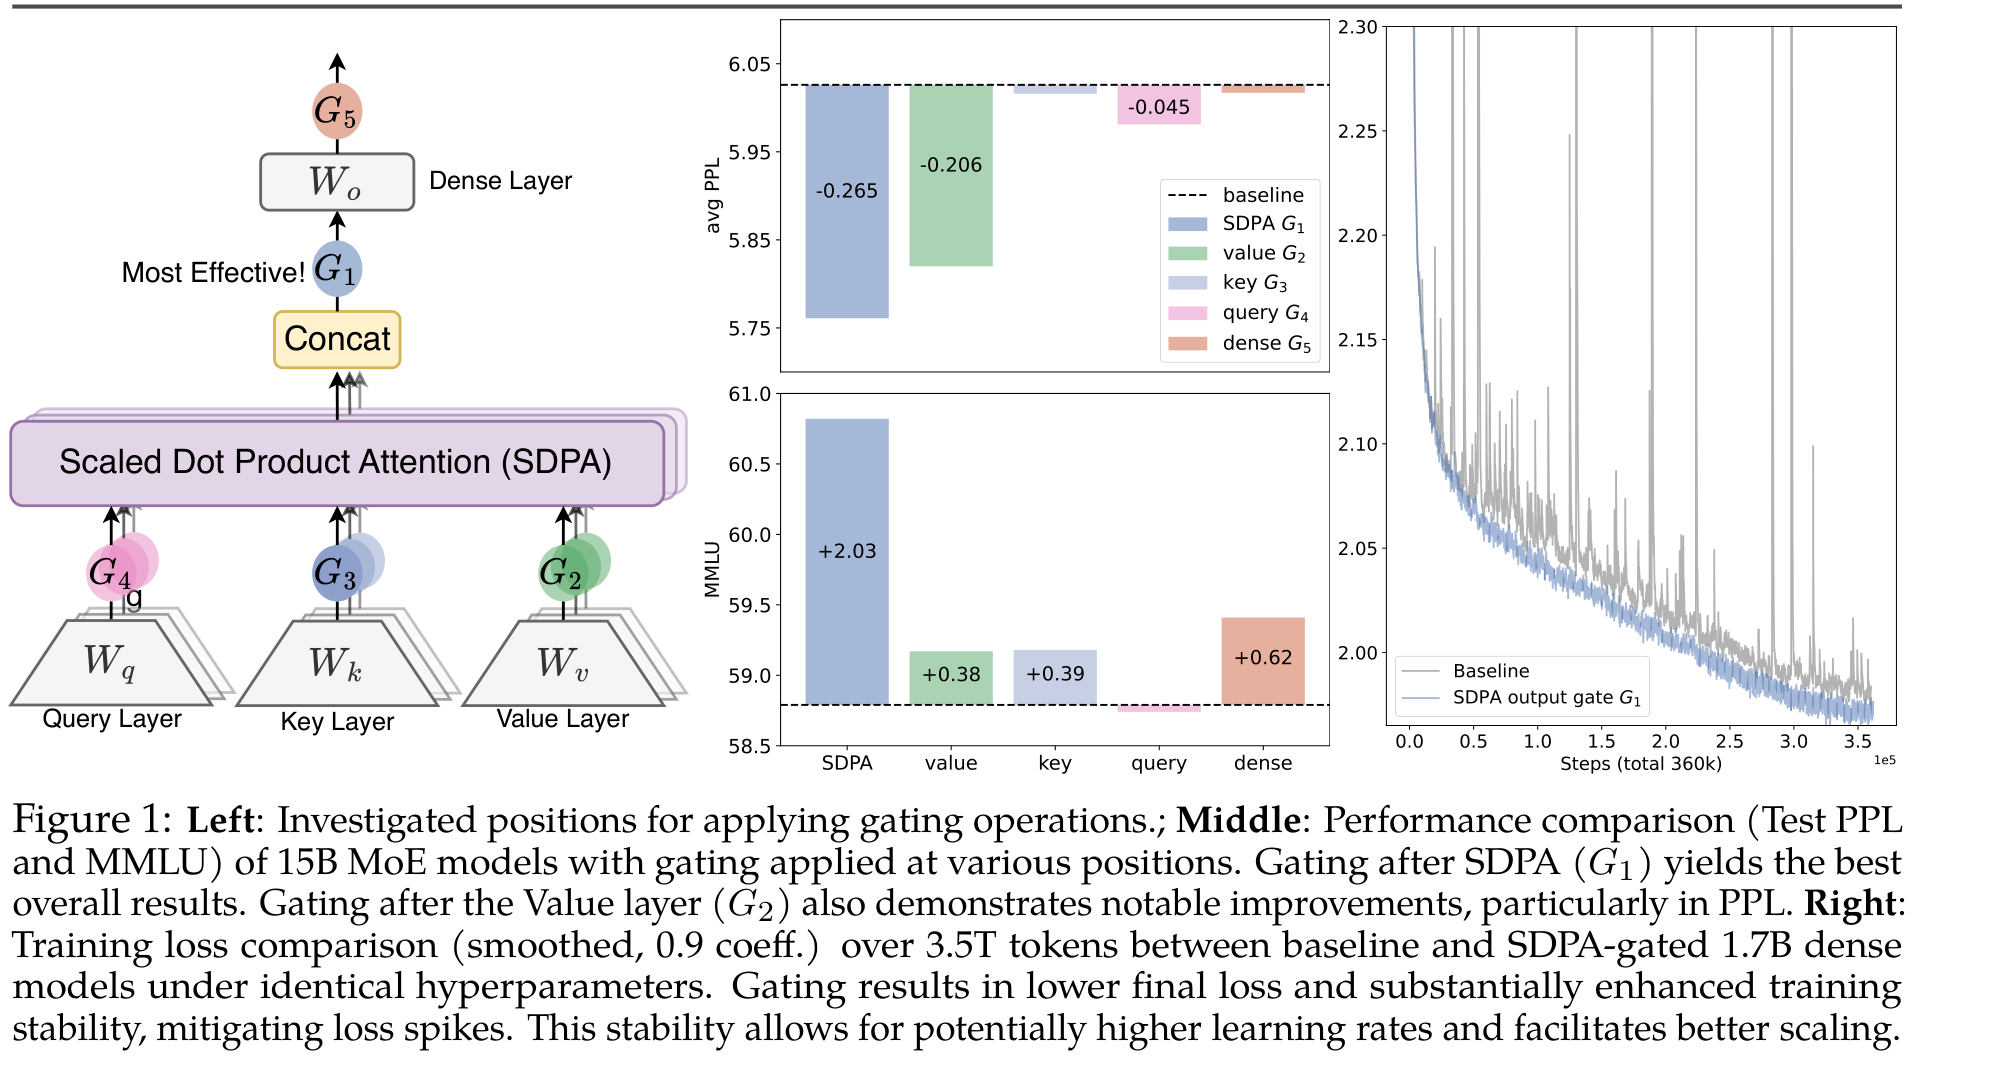 G5
Wo
Dense Layer
Most Effective!
G1
Concat
Scaled Dot Product Attention (SDPA)
G4
g
G3
G2
Wq
Wk
Wv
Query Layer
Key Layer
Value Layer
avg PPL
6.05
5.95
5.85
5.75
-0.265
-0.206
-0.045
baseline
SDPA G1
value G2
key G3
query G4
dense G5
MMLU
61.0
60.5
60.0
59.5
59.0
58.5
+2.03
+0.38
+0.39
+0.62
SDPA
value
key
query
dense
2.30
2.25
2.20
2.15
2.10
2.05
2.00
Baseline
SDPA output gate G1
0.0
0.5
1.0
1.5
2.0
2.5
3.0
3.5
1e5
Steps (total 360k)
Figure 1: Left: Investigated positions for applying gating operations.; Middle: Performance comparison (Test PPL
and MMLU) of 15B MoE models with gating applied at various positions. Gating after SDPA (G1) yields the best
overall results. Gating after the Value layer (G2) also demonstrates notable improvements, particularly in PPL. Right:
Training loss comparison (smoothed, 0.9 coeff.) over 3.5T tokens between baseline and SDPA-gated 1.7B dense
models under identical hyperparameters. Gating results in lower final loss and substantially enhanced training
stability, mitigating loss spikes. This stability allows for potentially higher learning rates and facilitates better scaling.